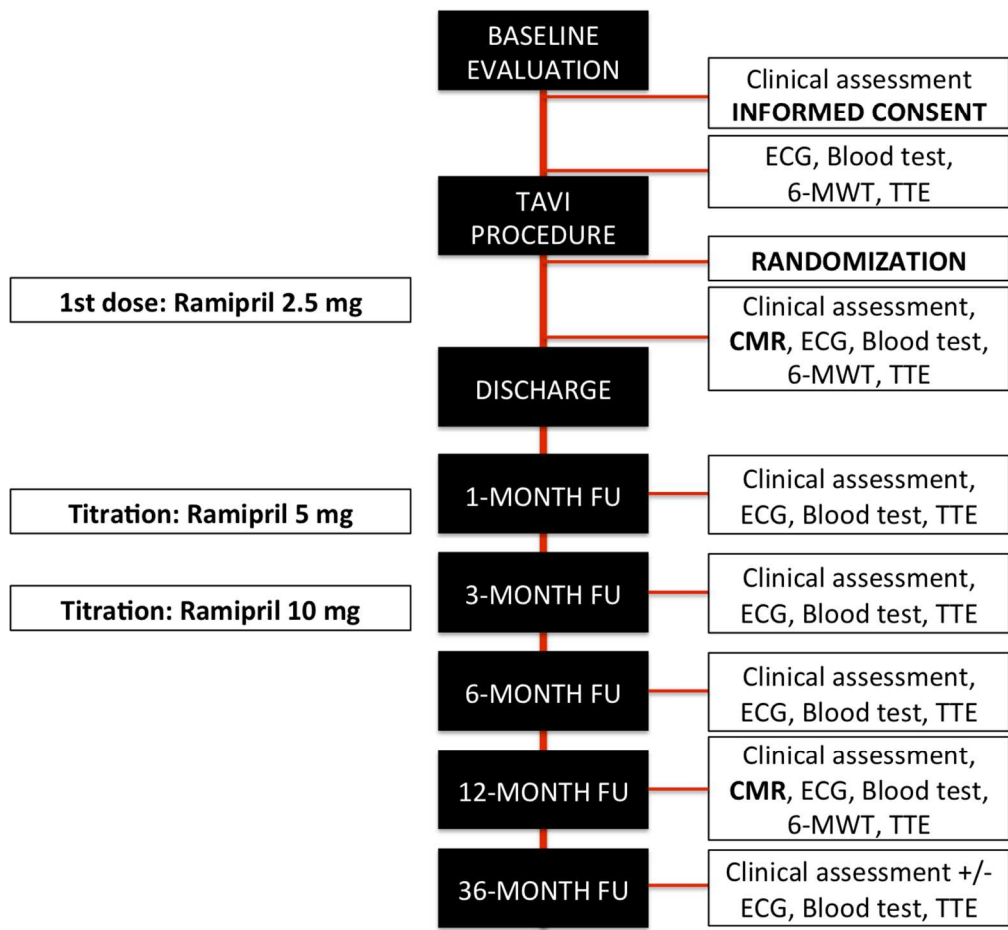 BASELINE
EVALUATION
Clinical assessment
INFORMED CONSENT
ECG, Blood test,
6-MWT, TTE
TAVI
PROCEDURE
RANDOMIZATION
1st dose: Ramipril 2.5 mg
Clinical assessment,
CMR, ECG, Blood test,
6-MWT, TTE
DISCHARGE
1-MONTH FU
Clinical assessment,
ECG, Blood test, TTE
Titration: Ramipril 5 mg
3-MONTH FU
Clinical assessment,
ECG, Blood test, TTE
Titration: Ramipril 10 mg
6-MONTH FU
Clinical assessment,
ECG, Blood test, TTE
12-MONTH FU
Clinical assessment,
CMR, ECG, Blood test,
6-MWT, TTE
36-MONTH FU
Clinical assessment +/-
ECG, Blood test, TTE